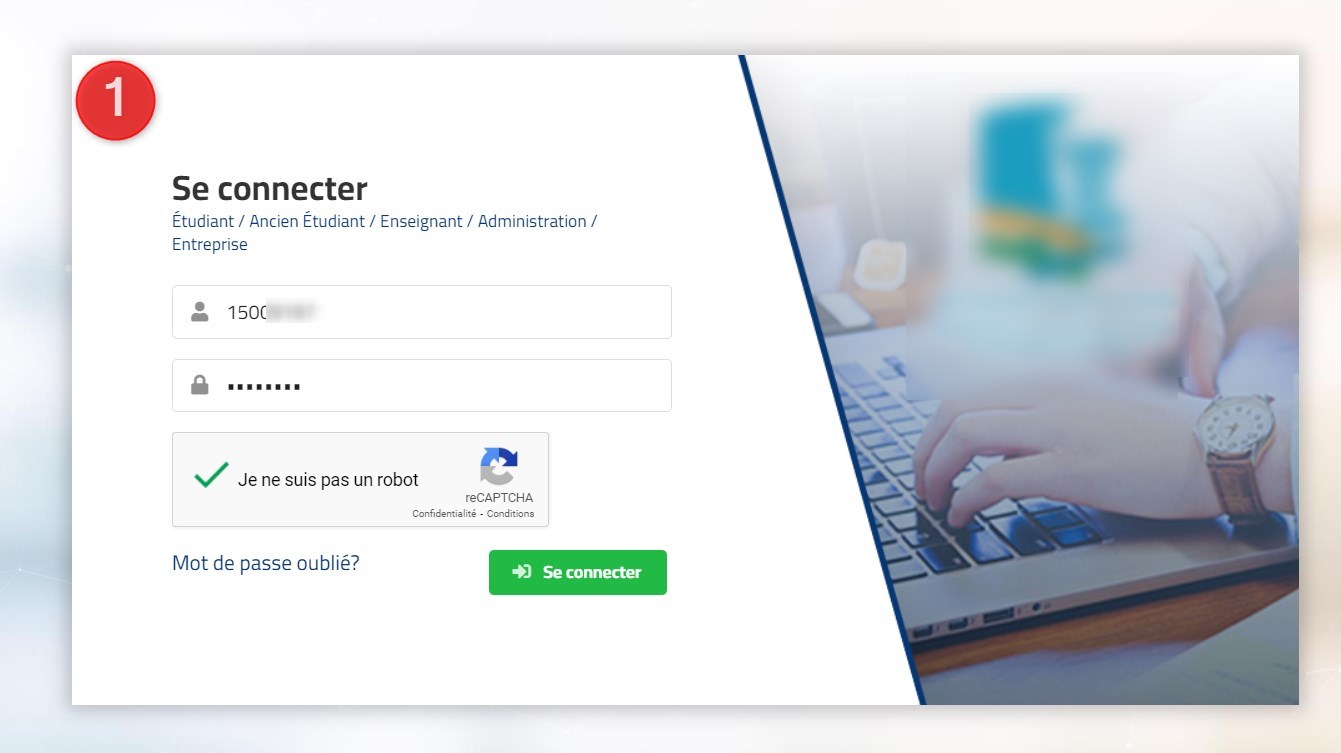 1
Se connecter
Étudiant / Ancien Étudiant / Enseignant / Administration /
Entreprise
1500
Je ne suis pas un robot
reCAPTCHA
Confidentialité - Conditions
Mot de passe oublié?
Se connecter